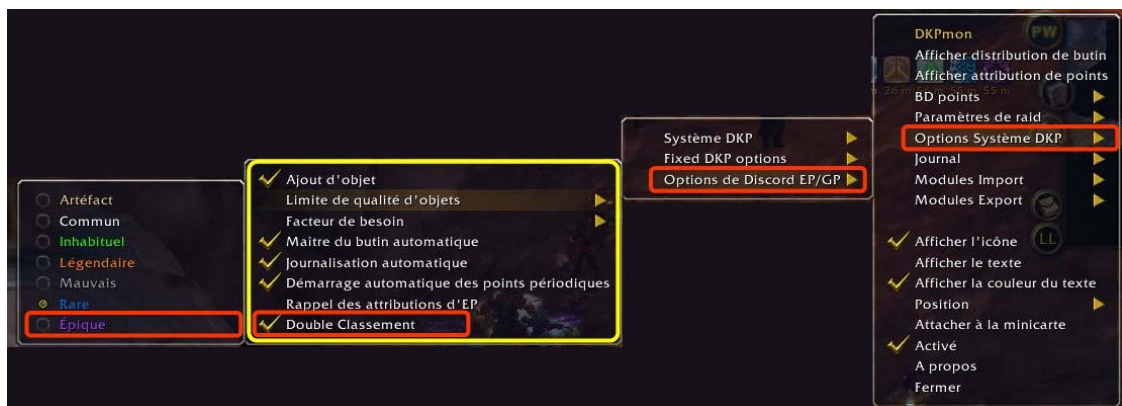 DKPmon
Afficher distribution de butin
Afficher attribution de points
BD points
Paramètres de raid
Options Système DKP
Journal
Modules Import
Modules Export
Afficher l'icône
Afficher le texte
Afficher la couleur du texte
Position
Attacher à la minicarte
Activé
A propos
Fermer
PW
LL
Système DKP
Fixed DKP options
Options de Discord EP/GP
Ajout d'objet
Limite de qualité d'objets
Facteur de besoin
Maître du butin automatique
Journalisation automatique
Démarrage automatique des points périodiques
Rappel des attributions d'EP
Double Classement
Artéfact
Commun
Inhabituel
Légendaire
Mauvais
Rare
Épique